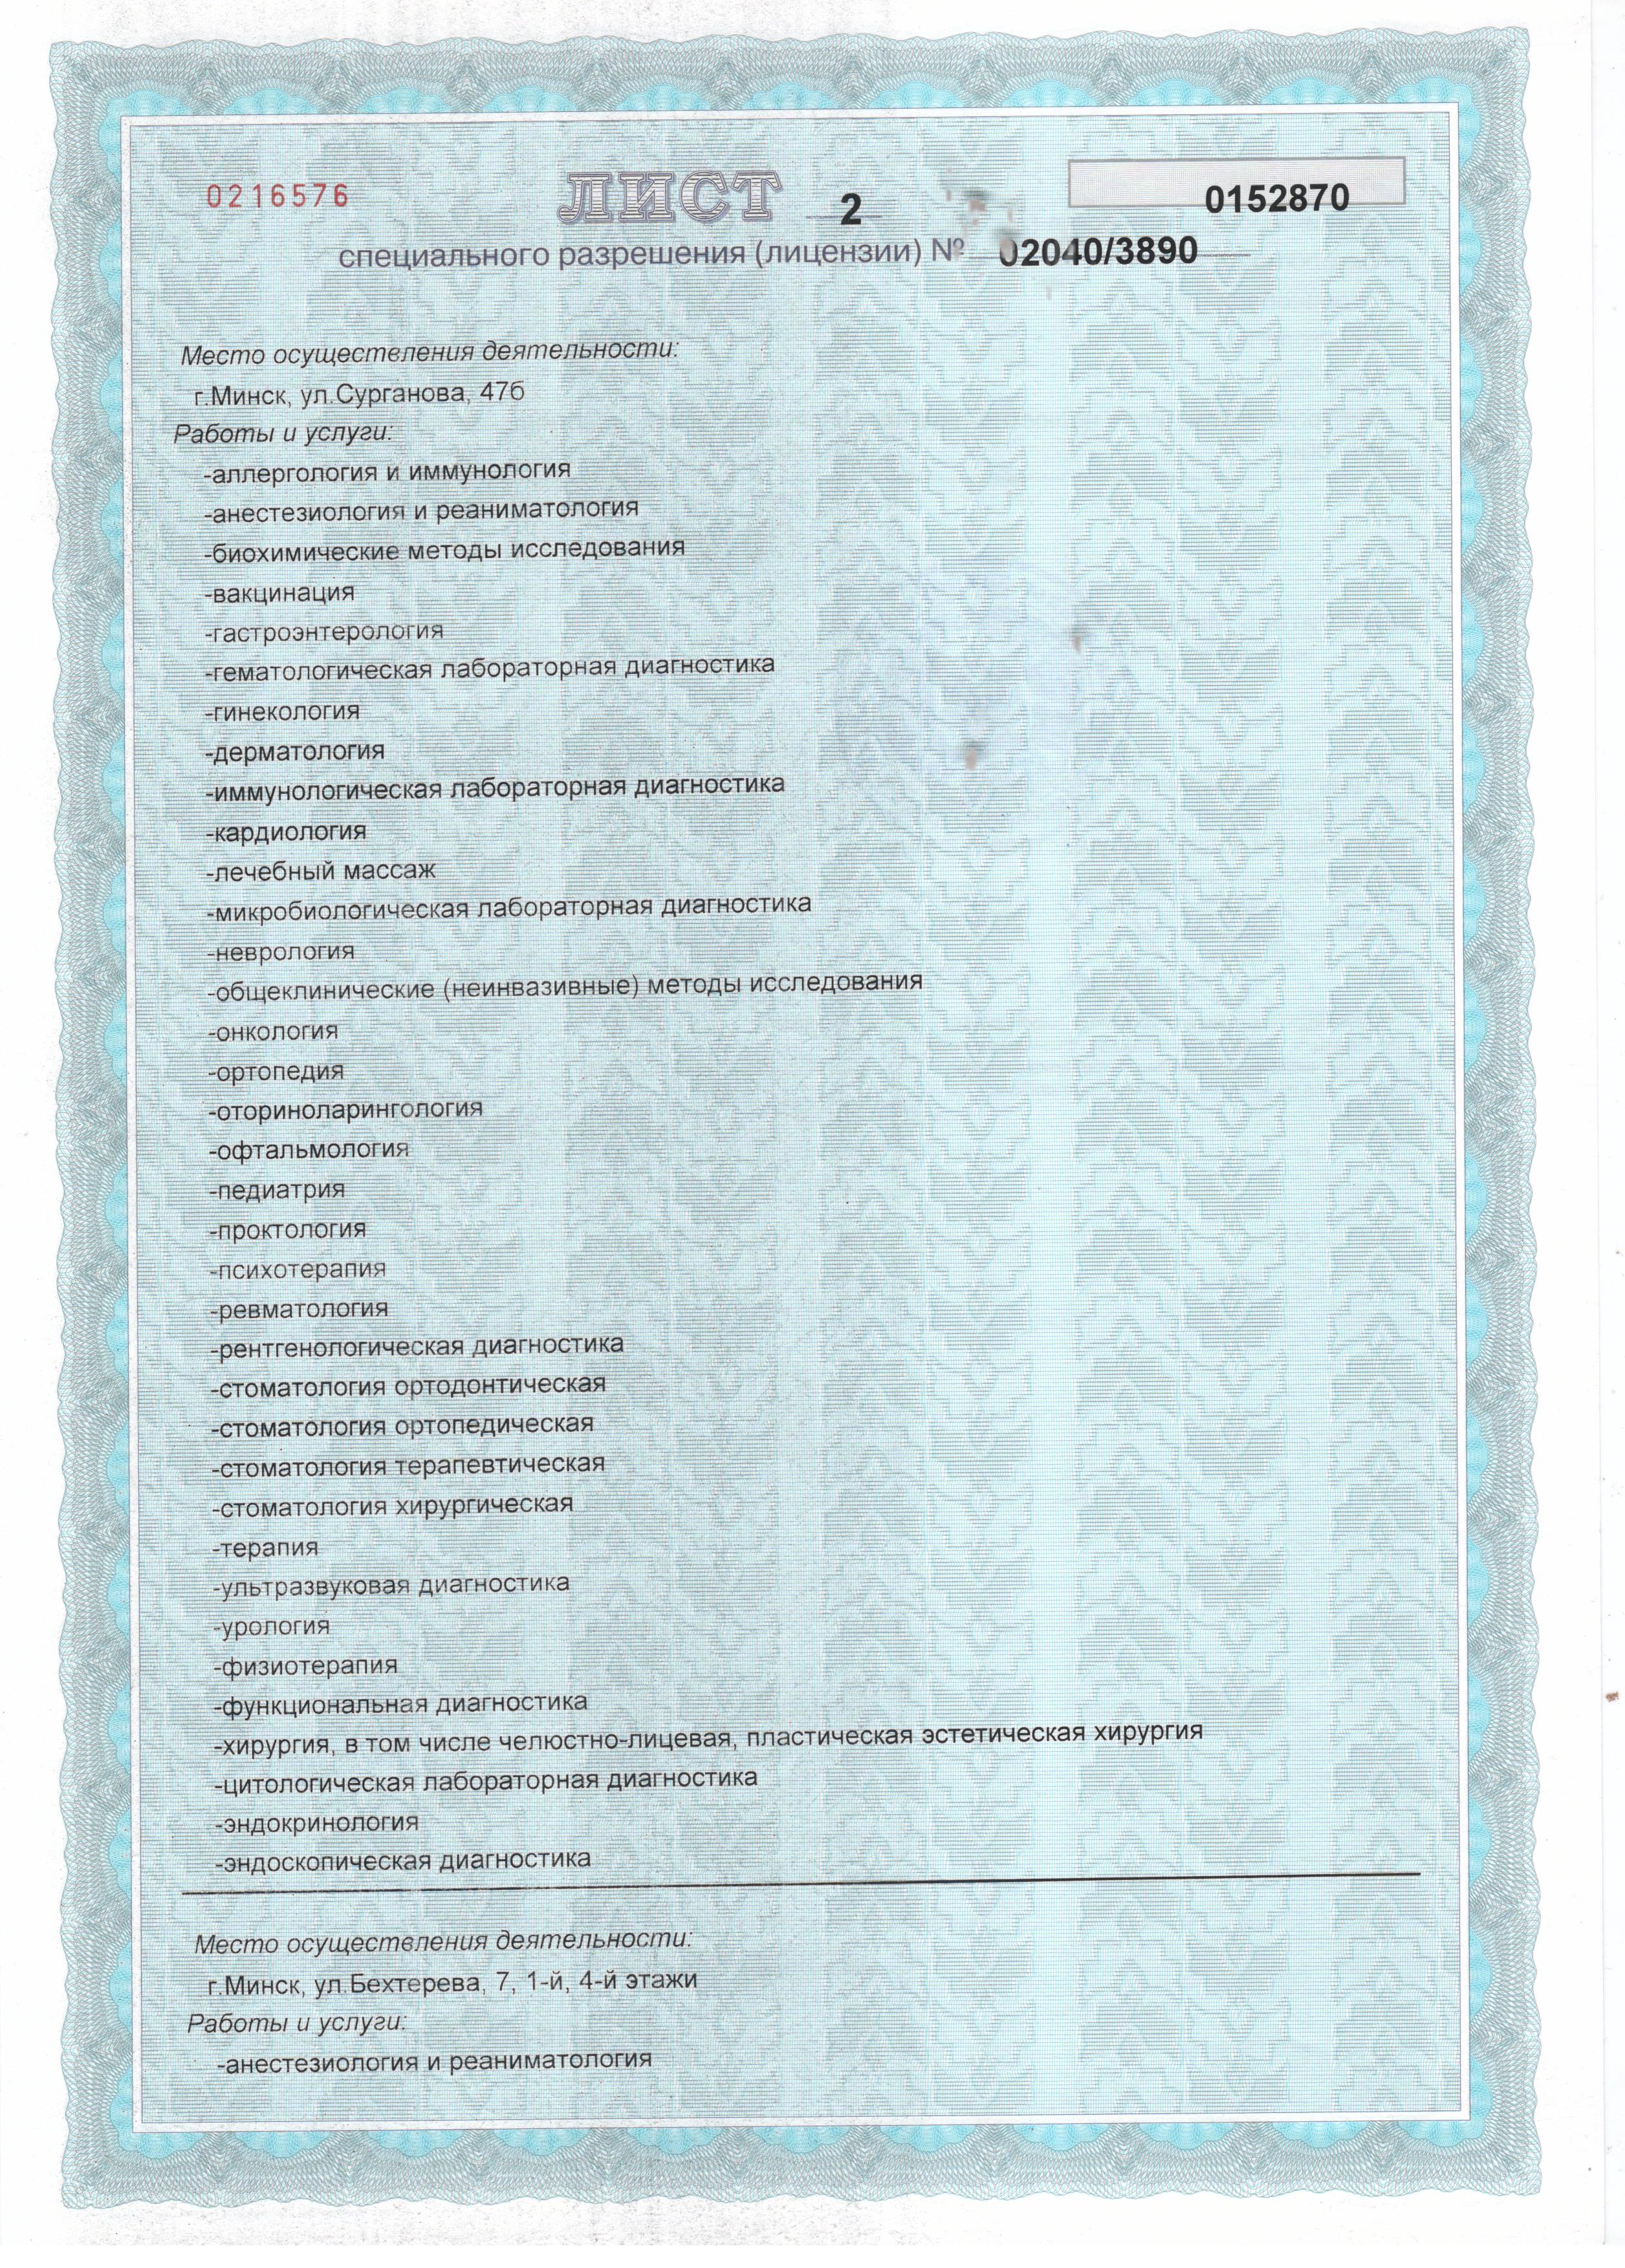 0216576
ЛИСТ 2
0152870
специального разрешения (лицензии) № 02040/3890
Место осуществления деятельности:
г.Минск, ул.Сурганова, 47б
Работы и услуги:
-аллергология и иммунология
-анестезиология и реаниматология
-биохимические методы исследования
-вакцинация
-гастроэнтерология
-гематологическая лабораторная диагностика
-гинекология
-дерматология
-иммунологическая лабораторная диагностика
-кардиология
-лечебный массаж
-микробиологическая лабораторная диагностика
-неврология
-общеклинические (неинвазивные) методы исследования
-онкология
-ортопедия
-оториноларингология
-офтальмология
-педиатрия
-проктология
-психотерапия
-ревматология
-рентгенологическая диагностика
-стоматология ортодонтическая
-стоматология ортопедическая
-стоматология терапевтическая
-стоматология хирургическая
-терапия
-ультразвуковая диагностика
-урология
-физиотерапия
-функциональная диагностика
-хирургия, в том числе челюстно-лицевая, пластическая эстетическая хирургия
-цитологическая лабораторная диагностика
-эндокринология
-эндоскопическая диагностика
Место осуществления деятельности:
г.Минск, ул.Бехтерева, 7, 1-й, 4-й этажи
Работы и услуги:
-анестезиология и реаниматология